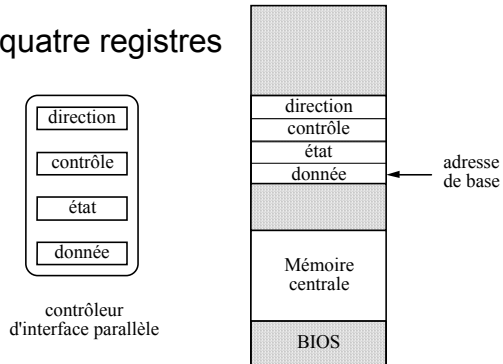 quatre registres
direction
contrôle
état
donnée
contrôleur
d'interface parallèle
direction
contrôle
état
donnée
adresse
de base
Mémoire
centrale
BIOS